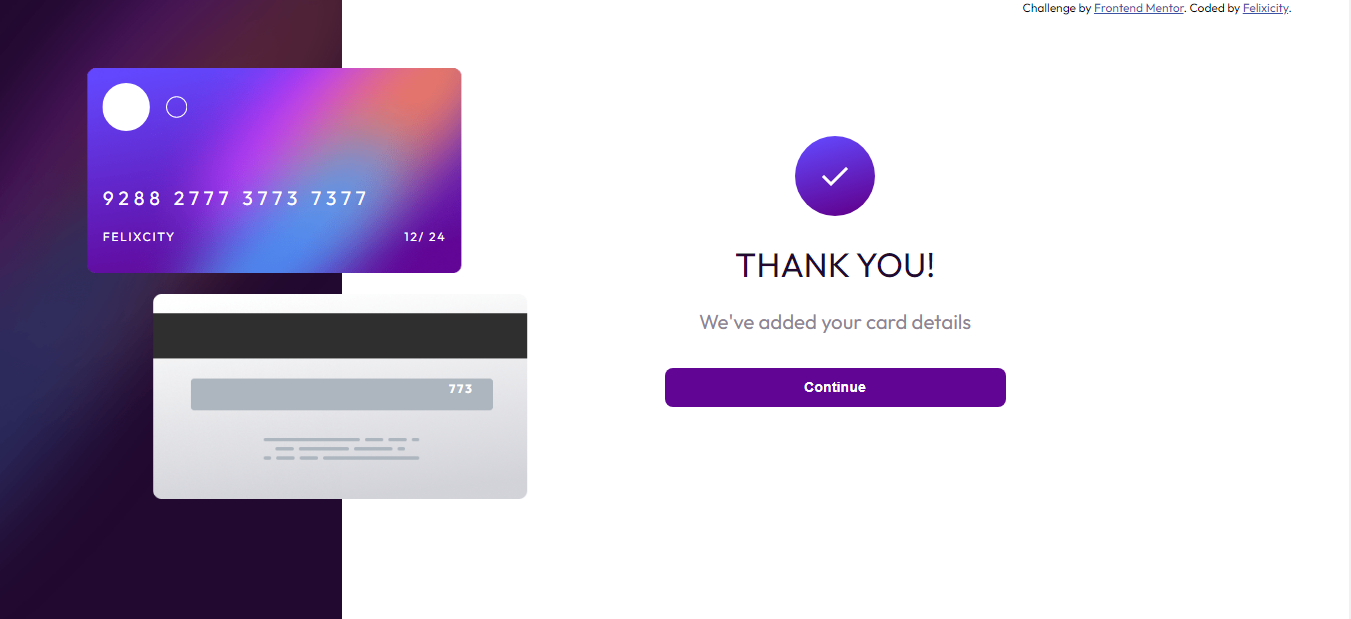 Challenge by Frontend Mentor. Coded by Felixicity.
9288 2777 3773 7377
FELIXCITY
12/ 24
773
THANK YOU!
We've added your card details
Continue